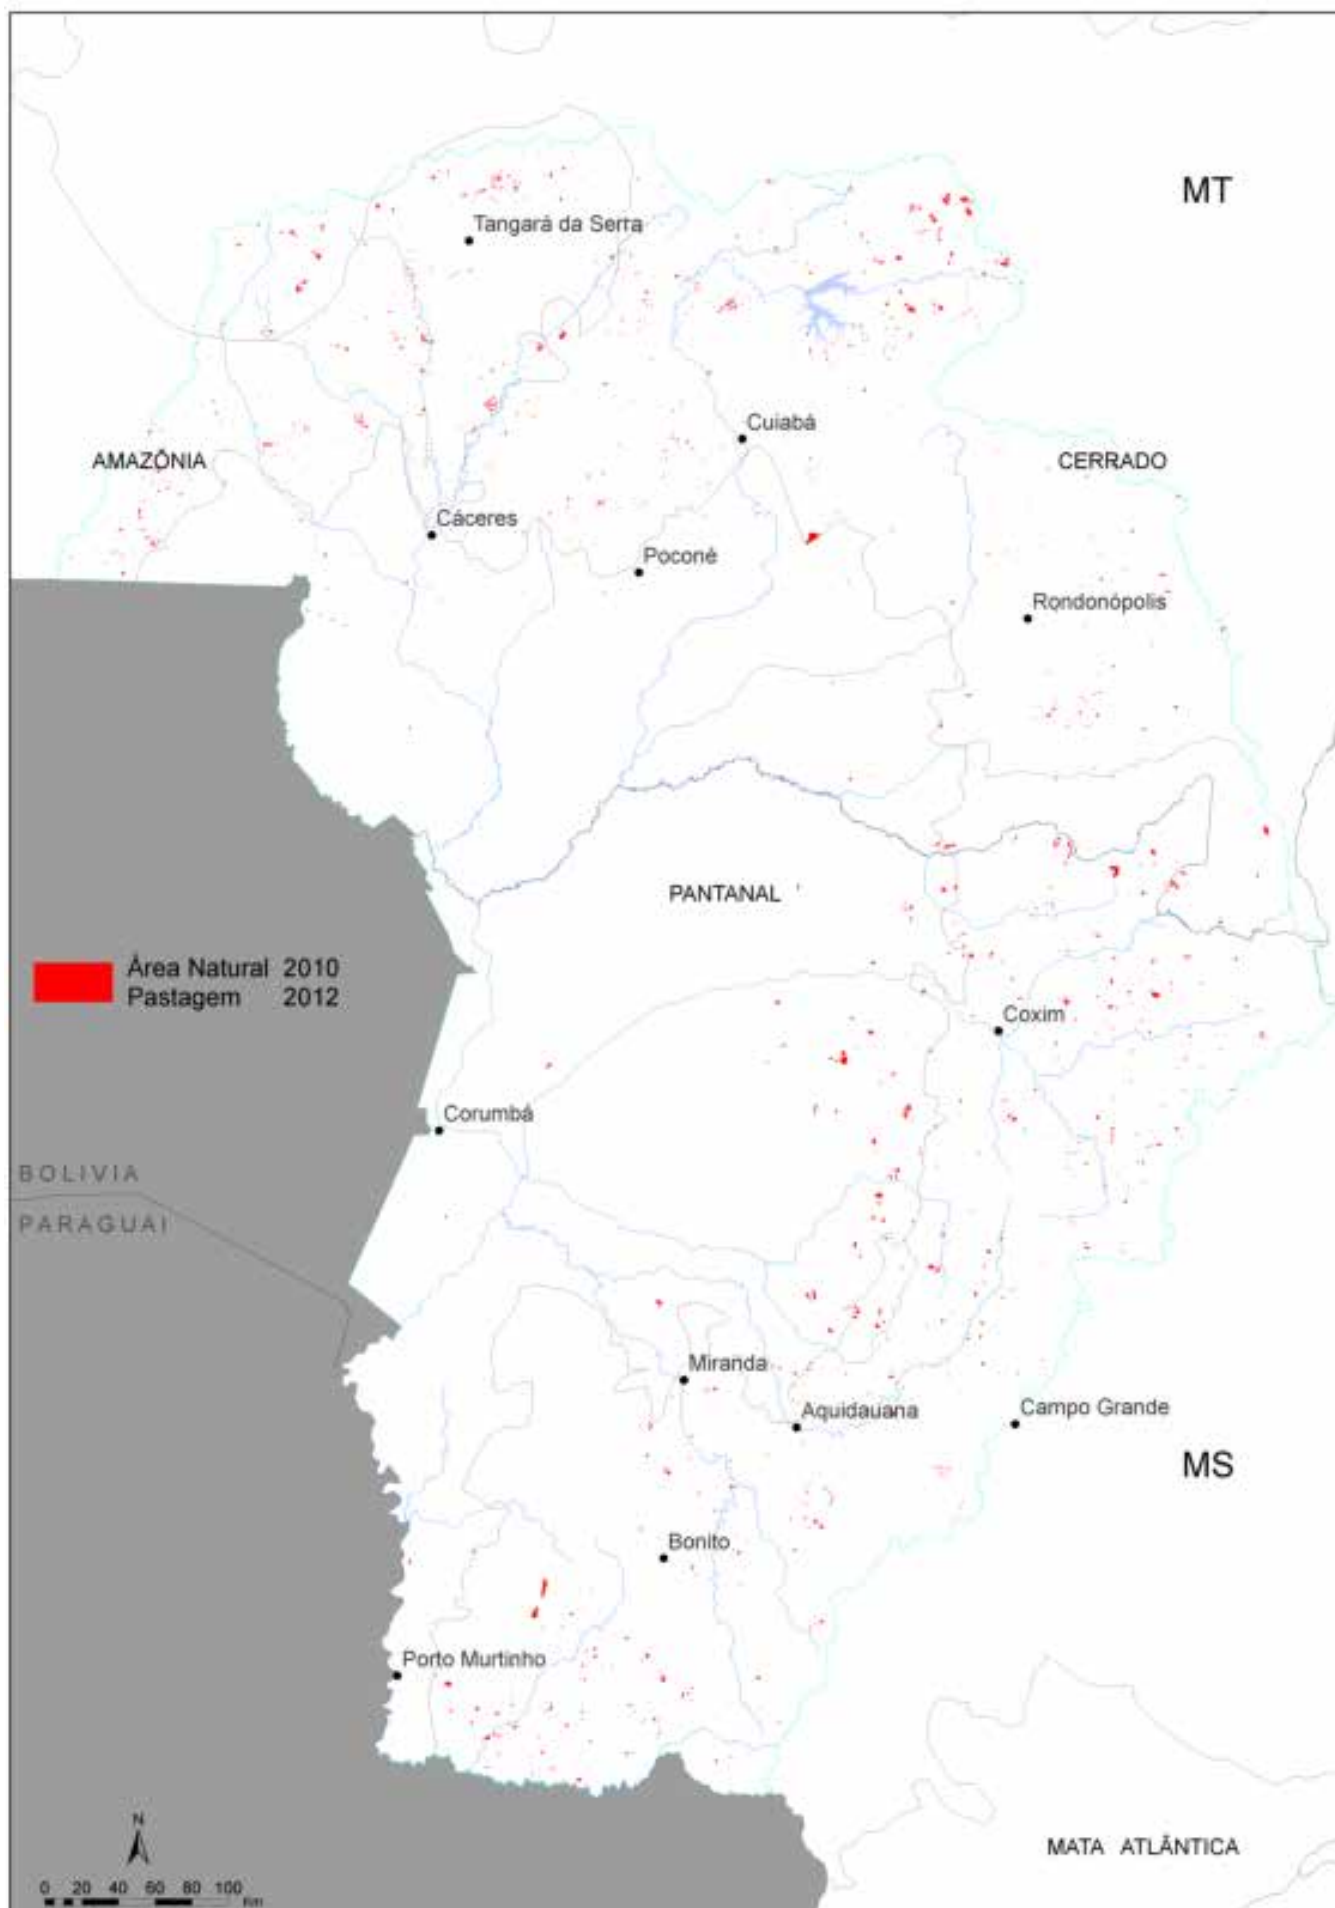 MT
Tangará da Serra
Cuiabá
AMAZÔNIA
CERRADO
Cáceres
Poconé
Rondonópolis
PANTANAL
Área Natural 2010
Pastagem 2012
Coxim
Corumbá
BOLIVIA
PARAGUAI
Miranda
Aquidauana
Campo Grande
MS
Bonito
Porto Murtinho
N
MATA ATLÂNTICA
0 20 40 60 80 100
Km